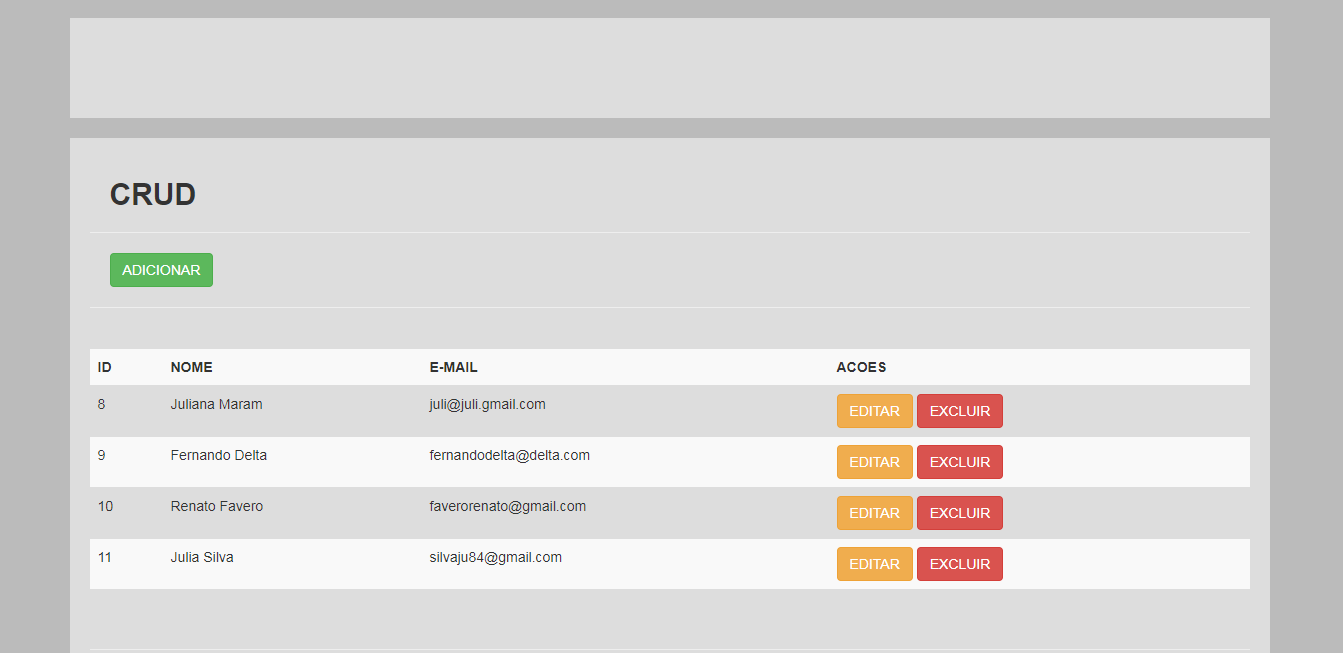 CRUD
ADICIONAR
ID NOME E-MAIL ACOES
8 Juliana Maram juli@juli.gmail.com EDITAR EXCLUIR
9 Fernando Delta fernandodelta@delta.com EDITAR EXCLUIR
10 Renato Favero faverorenato@gmail.com EDITAR EXCLUIR
11 Julia Silva silvaju84@gmail.com EDITAR EXCLUIR